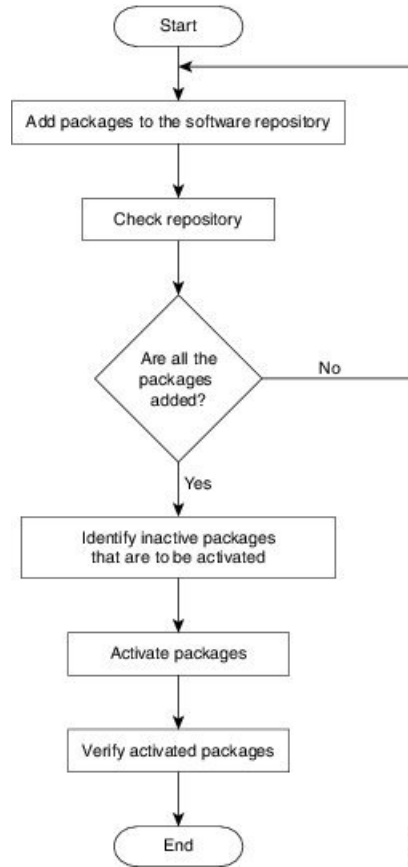 Start
Add packages to the software repository
Check repository
Are all the
packages
added?
No
Yes
Identify inactive packages
that are to be activated
Activate packages
Verify activated packages
End